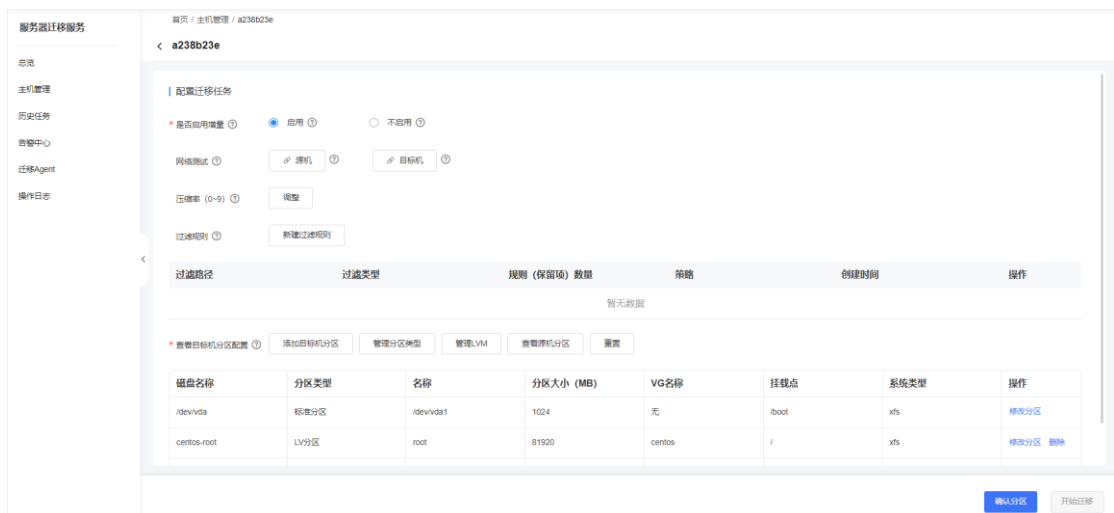 服务器迁移服务
总览
主机管理
历史任务
告警中心
迁移Agent
操作日志
首页 / 主机管理 / a238b23e
a238b23e
配置迁移任务
* 是否启用增量 启用 不启用
网络测试 源机 目标机
压缩率（0~9） 调整
过滤规则 新建过滤规则
过滤路径 过滤类型 规则（保留项）数量 策略 创建时间 操作
暂无数据
* 查看目标机分区配置 添加目标机分区 管理分区类型 管理LVM 查看源机分区 重置
磁盘名称 分区类型 名称 分区大小（MB） VG名称 挂载点 系统类型 操作
/dev/vda 标准分区 /dev/vda1 1024 无 /boot xfs 修改分区
centos-root LV分区 root 81920 centos / xfs 修改分区 删除
确认分区 开始迁移